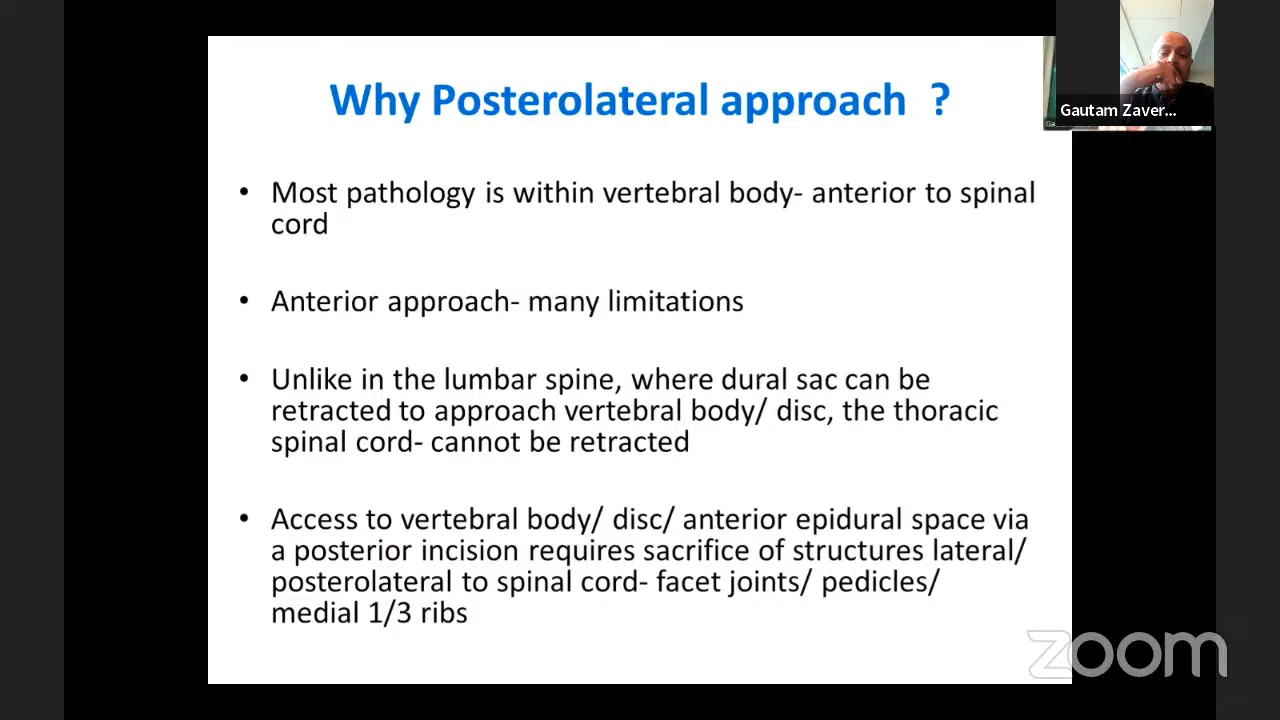 Why Posterolateral approach ?
Gautam Zaver...
• Most pathology is within vertebral body- anterior to spinal
cord
• Anterior approach- many limitations
• Unlike in the lumbar spine, where dural sac can be
retracted to approach vertebral body/ disc, the thoracic
spinal cord- cannot be retracted
• Access to vertebral body/ disc/ anterior epidural space via
a posterior incision requires sacrifice of structures lateral/
posterolateral to spinal cord- facet joints/ pedicles/
medial 1/3 ribs
zoom